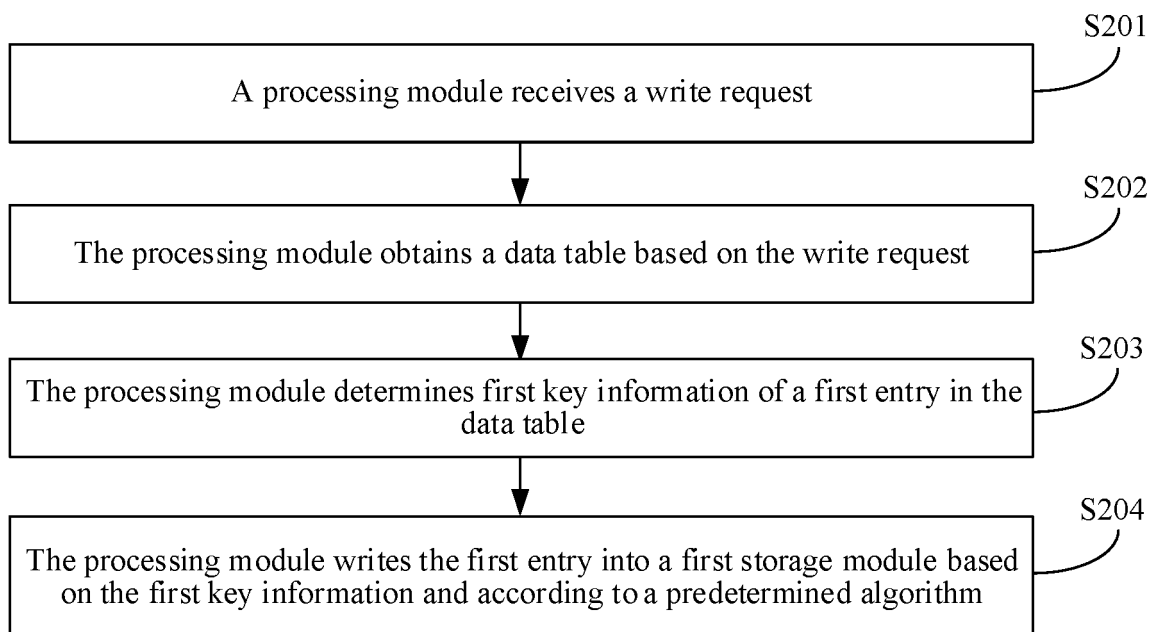 S201
A processing module receives a write request
S202
The processing module obtains a data table based on the write request
S203
The processing module determines first key information of a first entry in the
data table
S204
The processing module writes the first entry into a first storage module based
on the first key information and according to a predetermined algorithm